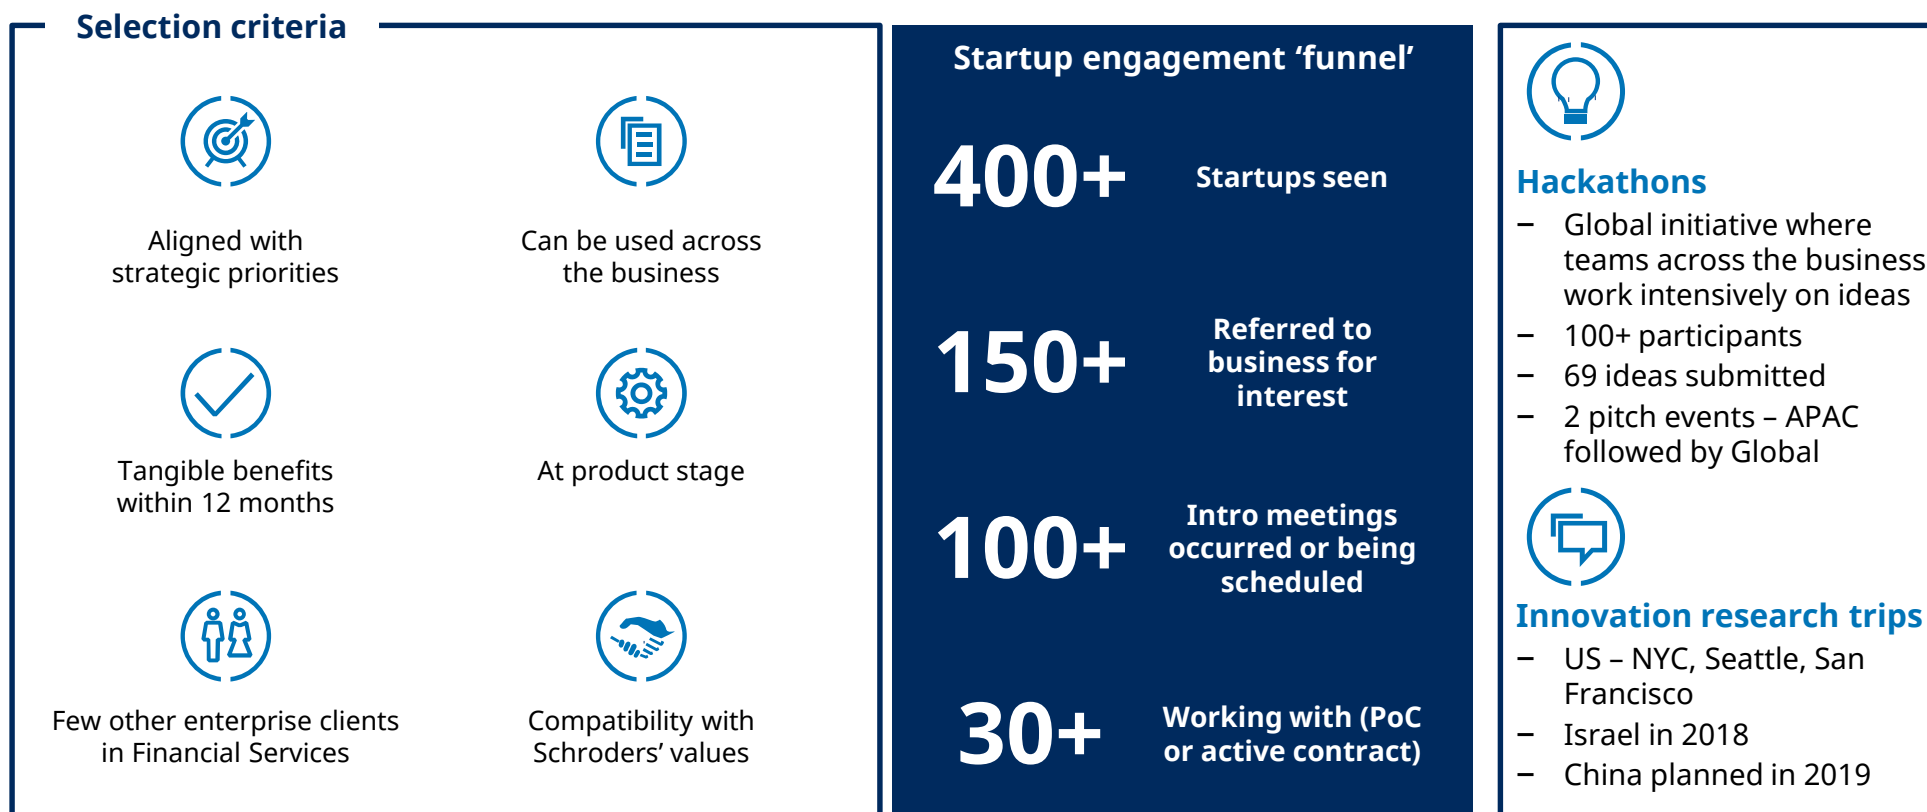 Selection criteria
Aligned with
strategic priorities
Can be used across
the business
Tangible benefits
within 12 months
At product stage
Few other enterprise clients
in Financial Services
Compatibility with
Schroders’ values
Startup engagement ‘funnel’
400+
Startups seen
150+
Referred to
business for
interest
100+
Intro meetings
occurred or being
scheduled
30+
Working with (PoC
or active contract)
Hackathons
– Global initiative where
teams across the business
work intensively on ideas
– 100+ participants
– 69 ideas submitted
– 2 pitch events – APAC
followed by Global
Innovation research trips
– US – NYC, Seattle, San
Francisco
– Israel in 2018
– China planned in 2019